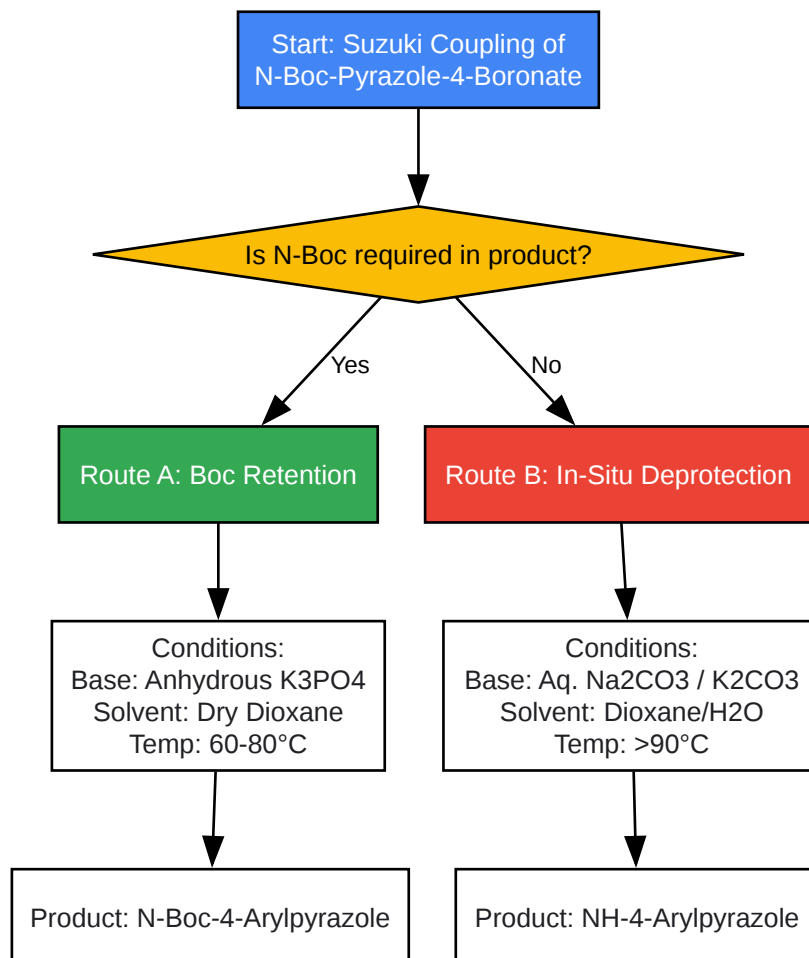 Start: Suzuki Coupling of
N-Boc-Pyrazole-4-Boronate
Is N-Boc required in product?
Yes
No
Route A: Boc Retention
Route B: In-Situ Deprotection
Conditions:
Base: Anhydrous K3PO4
Solvent: Dry Dioxane
Temp: 60-80°C
Conditions:
Base: Aq. Na2CO3 / K2CO3
Solvent: Dioxane/H2O
Temp: >90°C
Product: N-Boc-4-Arylpyrazole
Product: NH-4-Arylpyrazole